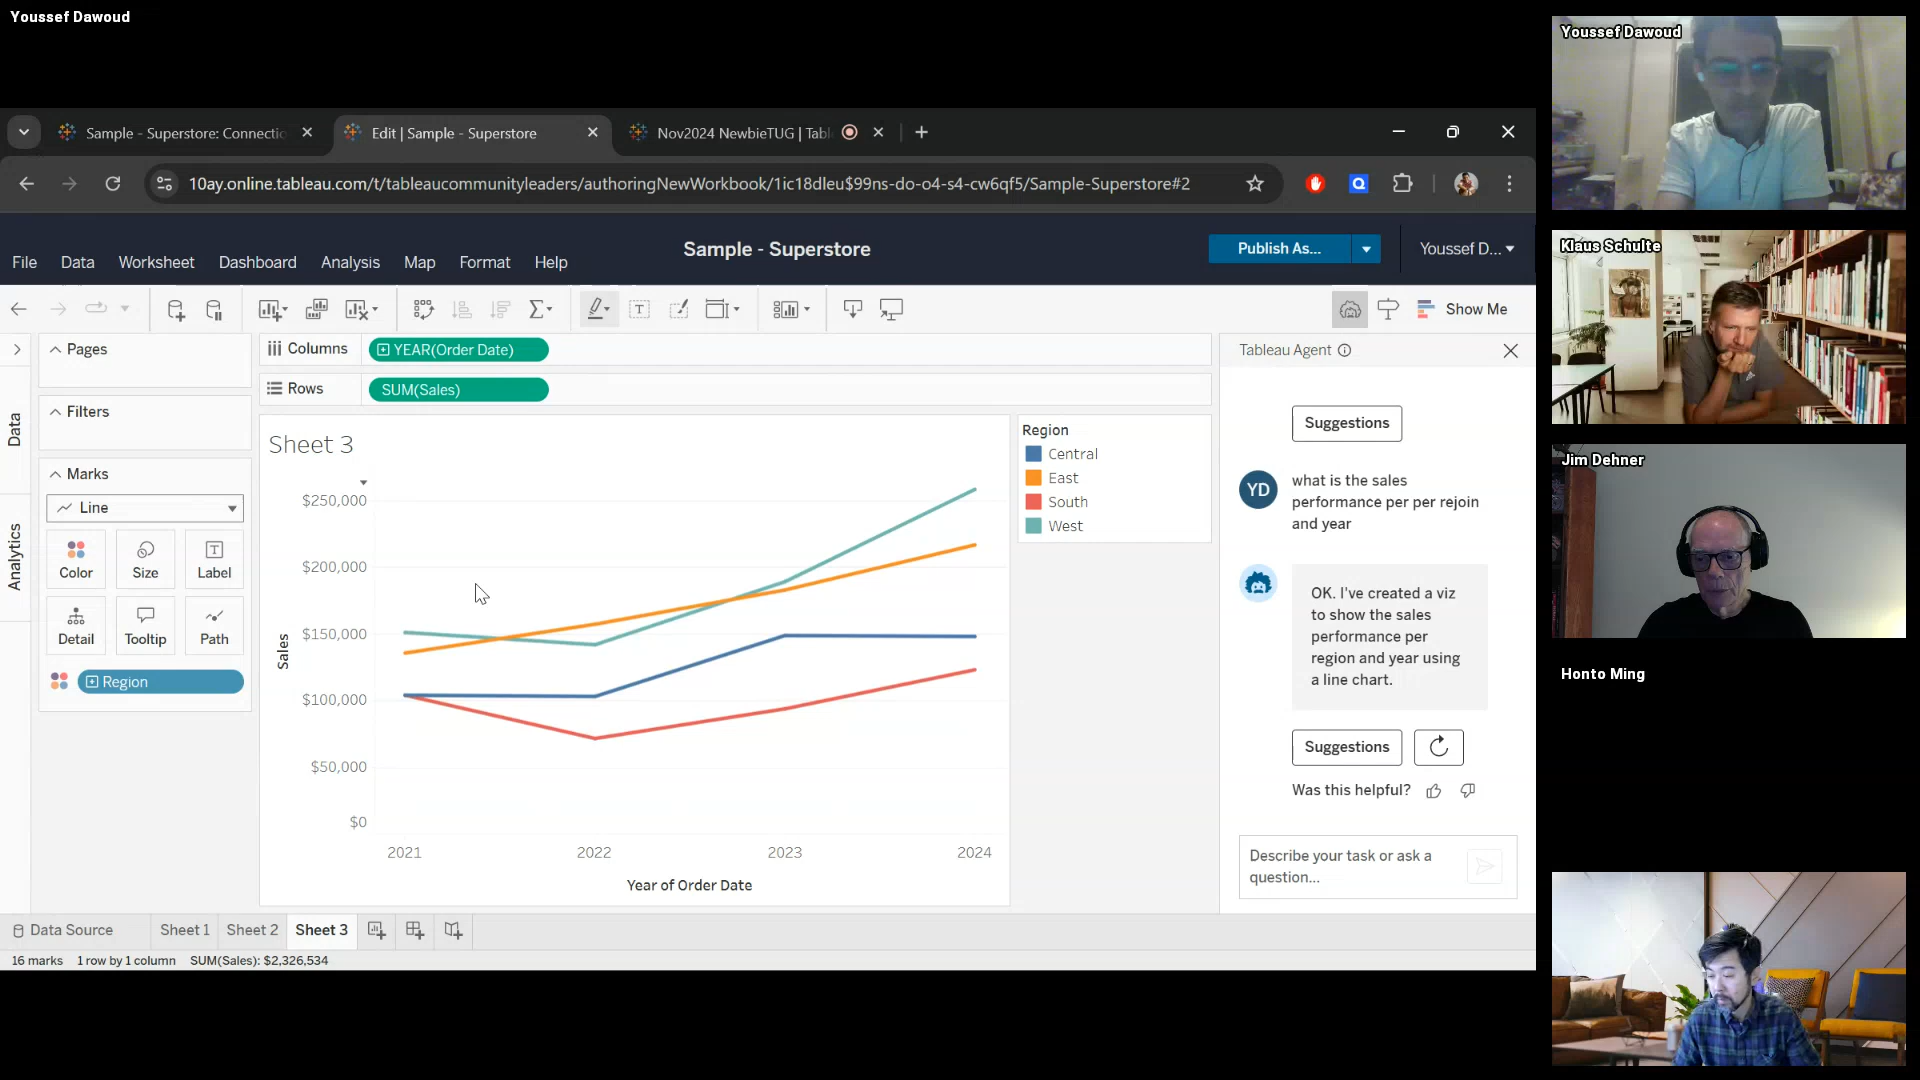 Youssef Dawoud
Sample - Superstore: Connectio
Edit | Sample - Superstore
Nov2024 NewbieTUG | Tabl
10ay.online.tableau.com/t/tableaucommunityleaders/authoringNewWorkbook/1ic18dleu$99ns-do-o4-s4-cw6qf5/Sample-Superstore#2
Sample - Superstore
Publish As...
Youssef D...
File Data Worksheet Dashboard Analysis Map Format Help
Show Me
Data
Analytics
Pages
Filters
Marks
Line
Color Size Label
Detail Tooltip Path
Region
Columns YEAR(Order Date)
Rows SUM(Sales)
Sheet 3
$250,000
$200,000
$150,000
$100,000
$50,000
$0
Sales
2021 2022 2023 2024
Year of Order Date
Region
Central
East
South
West
Tableau Agent
Suggestions
YD
what is the sales
performance per per rejoin
and year
OK. I've created a viz
to show the sales
performance per
region and year using
a line chart.
Suggestions
Was this helpful?
Describe your task or ask a
question...
Data Source Sheet 1 Sheet 2 Sheet 3
16 marks 1 row by 1 column SUM(Sales): $2,326,534
Youssef Dawoud
Klaus Schulte
Jim Dehner
Honto Ming